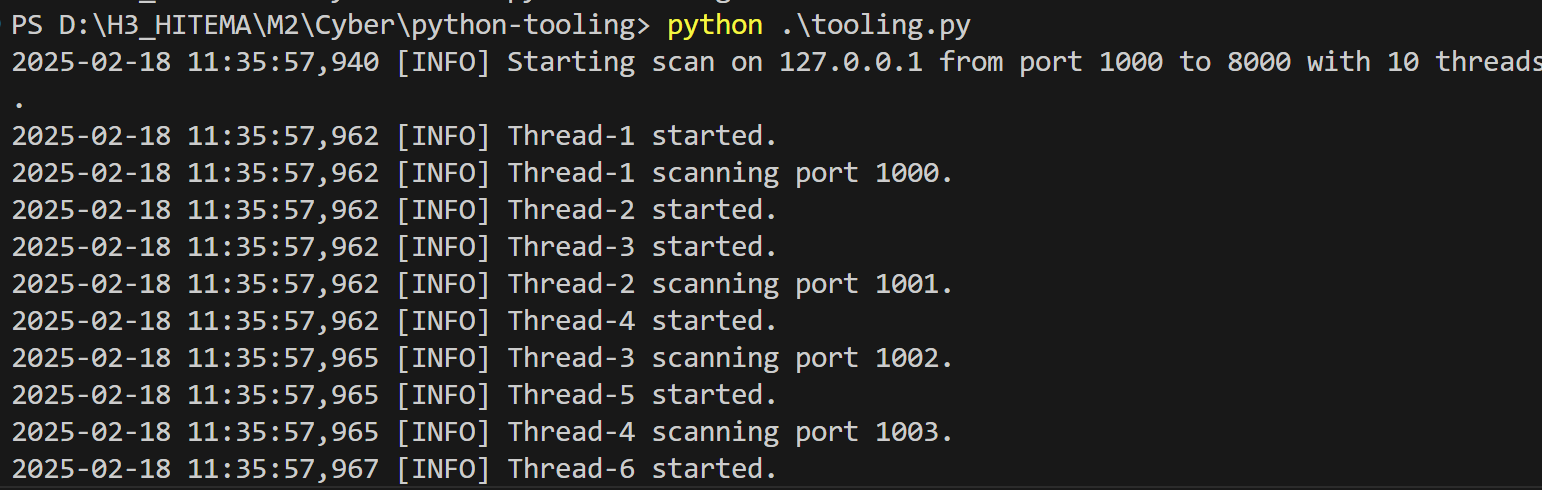 PS D:\H3_HITEMA\M2\Cyber\python-tooling> python .\tooling.py
2025-02-18 11:35:57,940 [INFO] Starting scan on 127.0.0.1 from port 1000 to 8000 with 10 threads
.
2025-02-18 11:35:57,962 [INFO] Thread-1 started.
2025-02-18 11:35:57,962 [INFO] Thread-1 scanning port 1000.
2025-02-18 11:35:57,962 [INFO] Thread-2 started.
2025-02-18 11:35:57,962 [INFO] Thread-3 started.
2025-02-18 11:35:57,962 [INFO] Thread-2 scanning port 1001.
2025-02-18 11:35:57,962 [INFO] Thread-4 started.
2025-02-18 11:35:57,965 [INFO] Thread-3 scanning port 1002.
2025-02-18 11:35:57,965 [INFO] Thread-5 started.
2025-02-18 11:35:57,965 [INFO] Thread-4 scanning port 1003.
2025-02-18 11:35:57,967 [INFO] Thread-6 started.